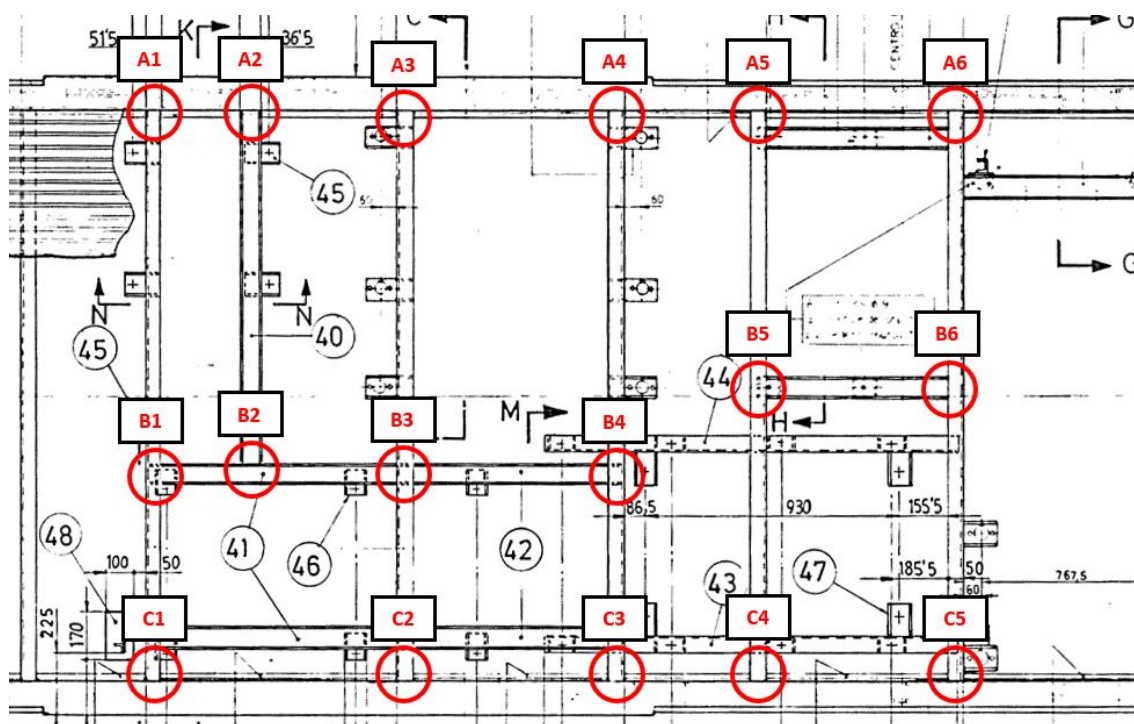 K C H G
51'5 36'5
A1 A2 A3 A4 A5 A6
CENTRO
45
60 60
N N 40 G
45
B5 B6
44
B1 B2 B3 M B4 H
86,5 930 155'5
48 41 46 42
100 50 43 47 185'5 50 767,5
60
225 170
C1 C2 C3 C4 C5